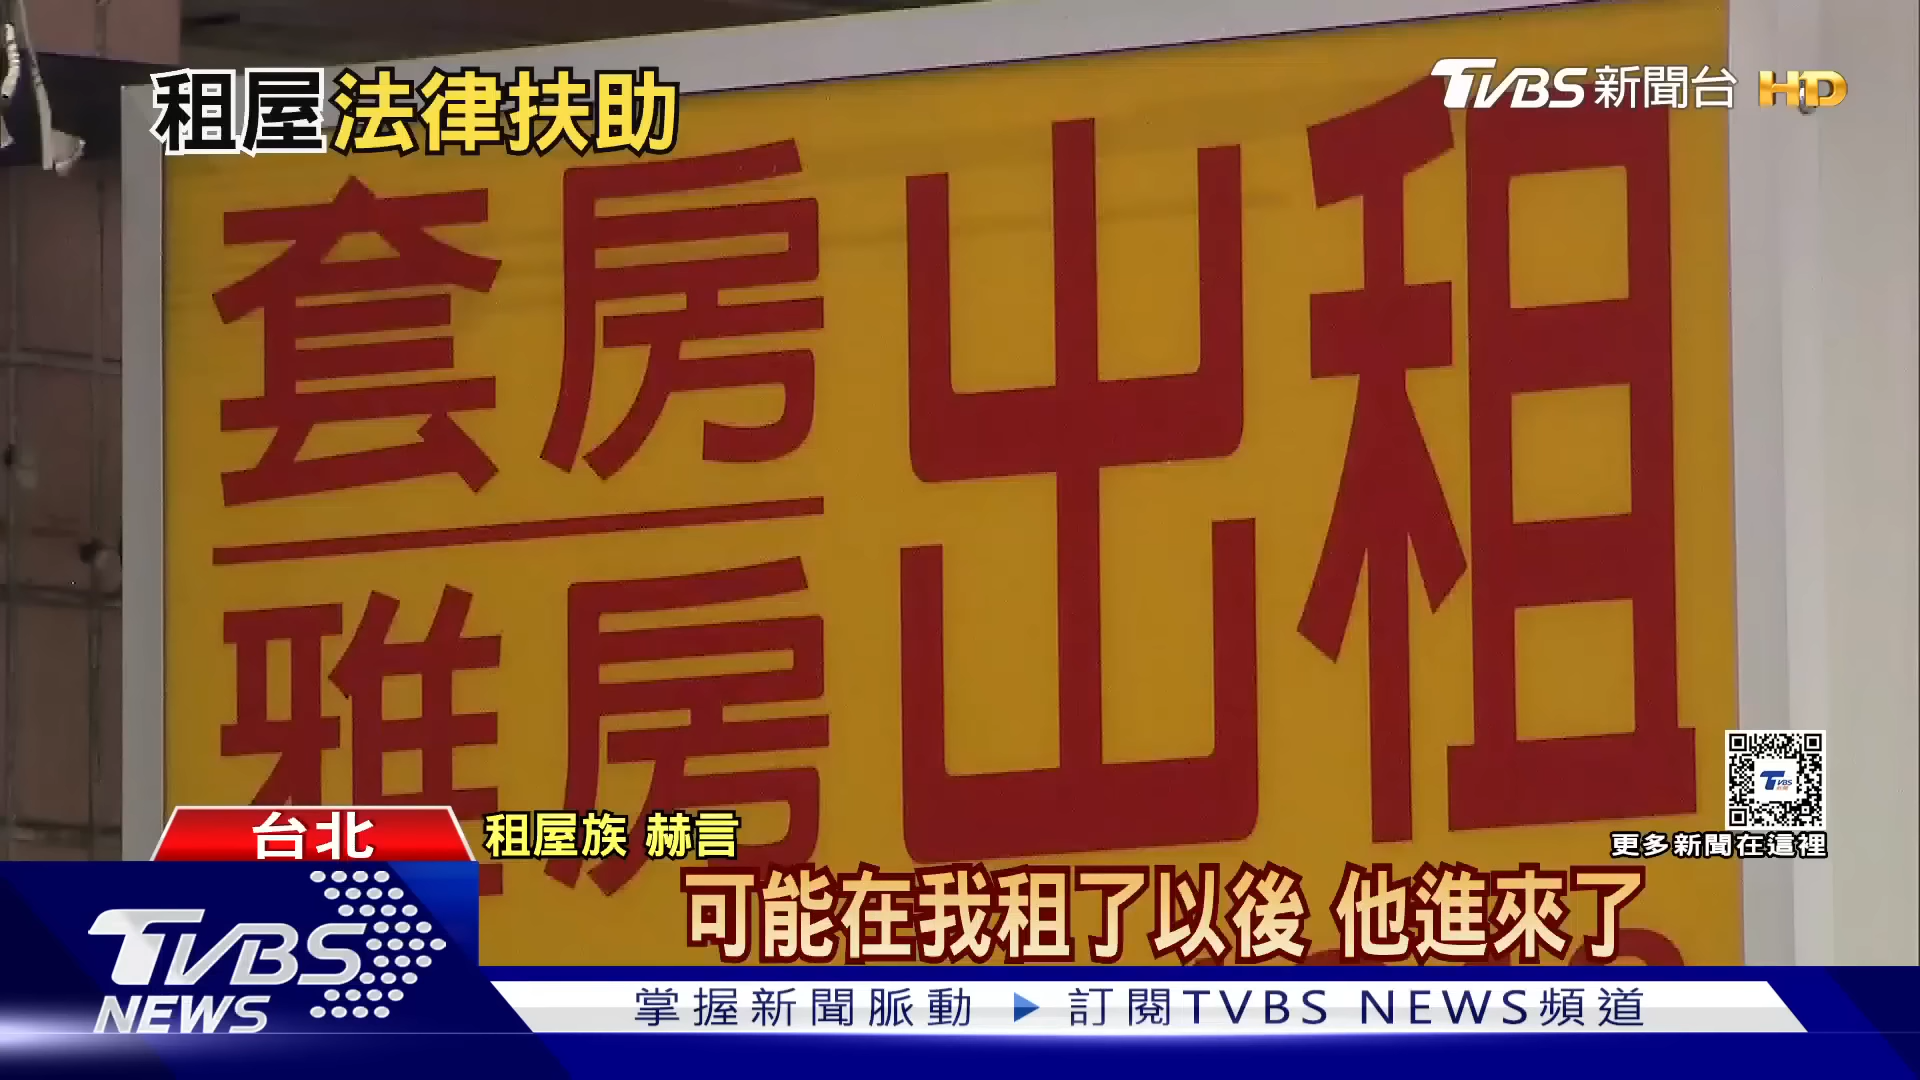 租屋法律扶助
TVBS新聞台 HD
套房
雅房
出租
更多新聞在這裡
台北
租屋族 赫言
可能在我租了以後 他進來了
TVBS
NEWS
掌握新聞脈動 ▶ 訂閱TVBS NEWS頻道